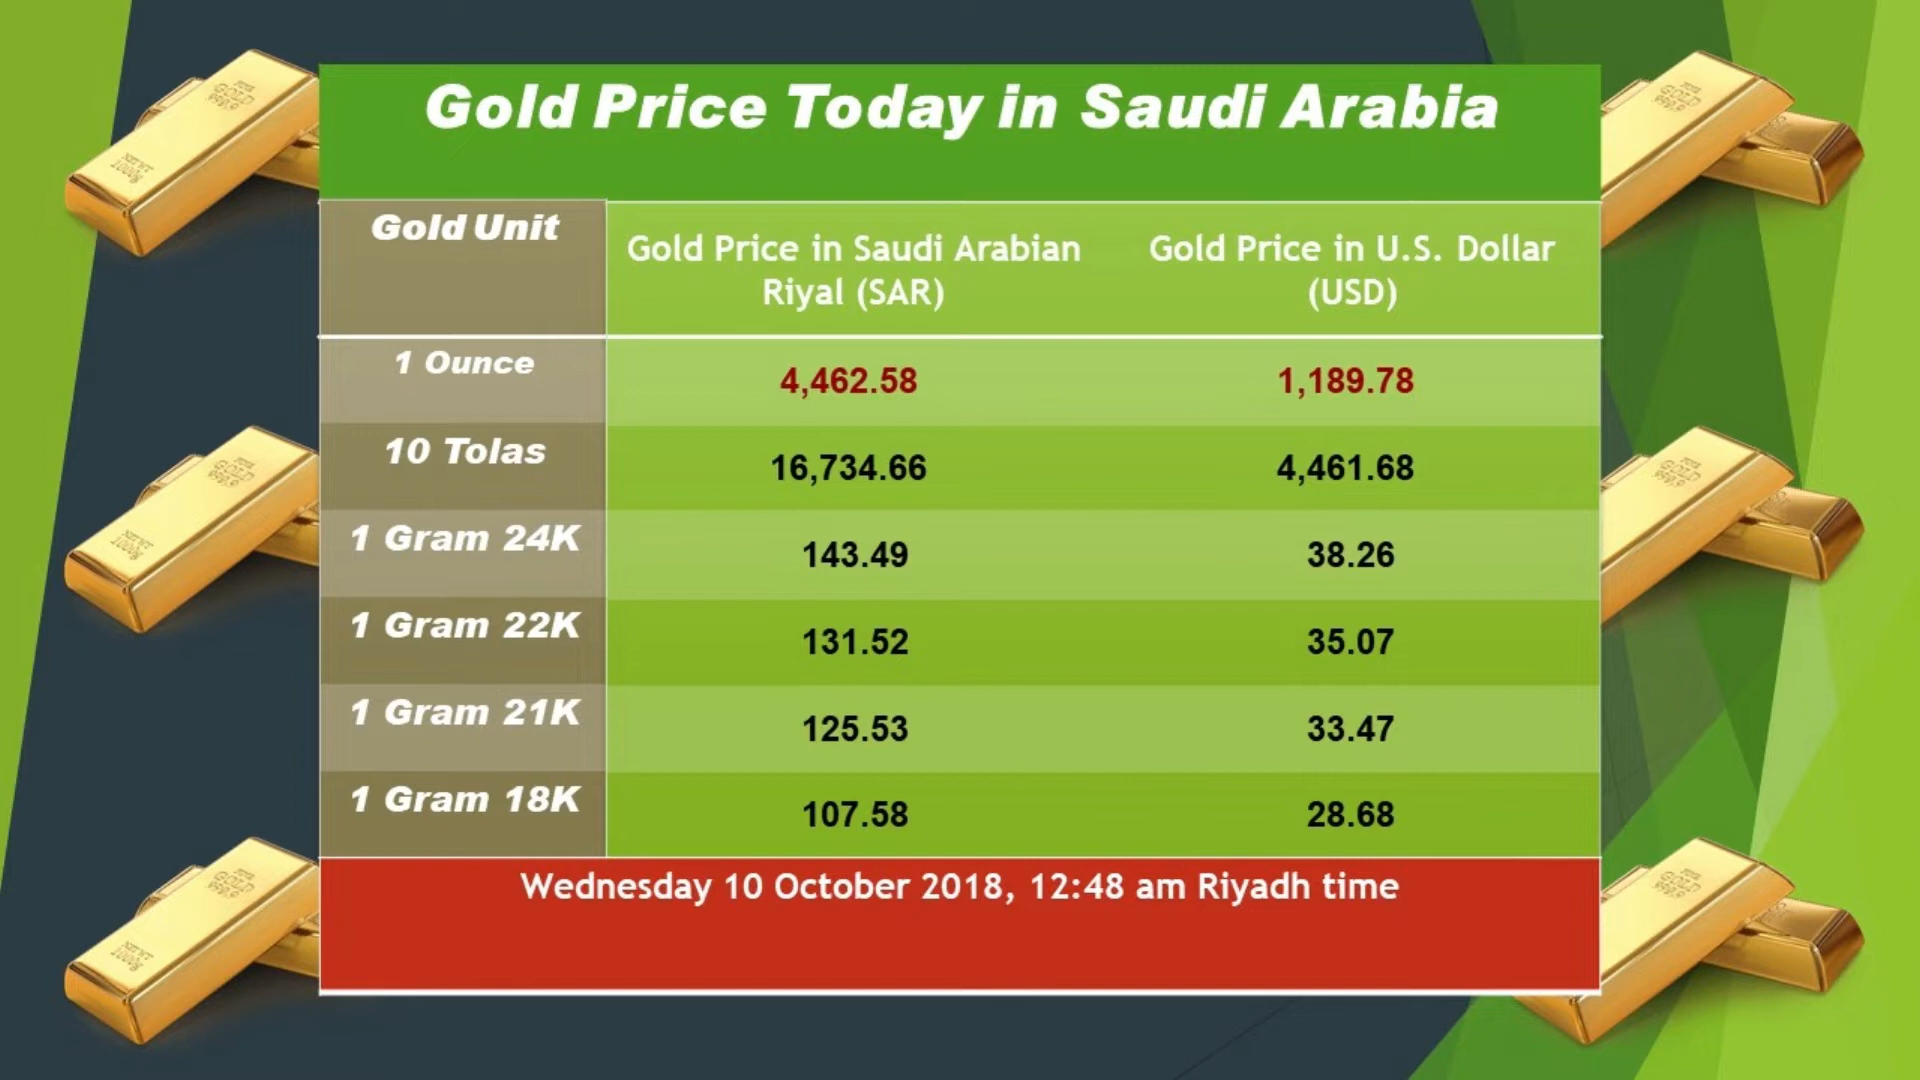 Gold Price Today in Saudi Arabia
Gold Unit
Gold Price in Saudi Arabian
Riyal (SAR)
Gold Price in U.S. Dollar
(USD)
1 Ounce 4,462.58 1,189.78
10 Tolas 16,734.66 4,461.68
1 Gram 24K 143.49 38.26
1 Gram 22K 131.52 35.07
1 Gram 21K 125.53 33.47
1 Gram 18K 107.58 28.68
Wednesday 10 October 2018, 12:48 am Riyadh time